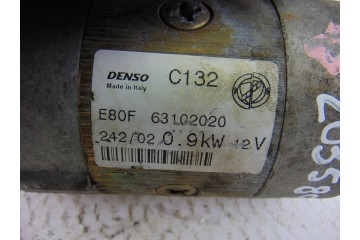 DENSO C132
Made in Italy
E80F 63102020
242/02 0.9kW 12V